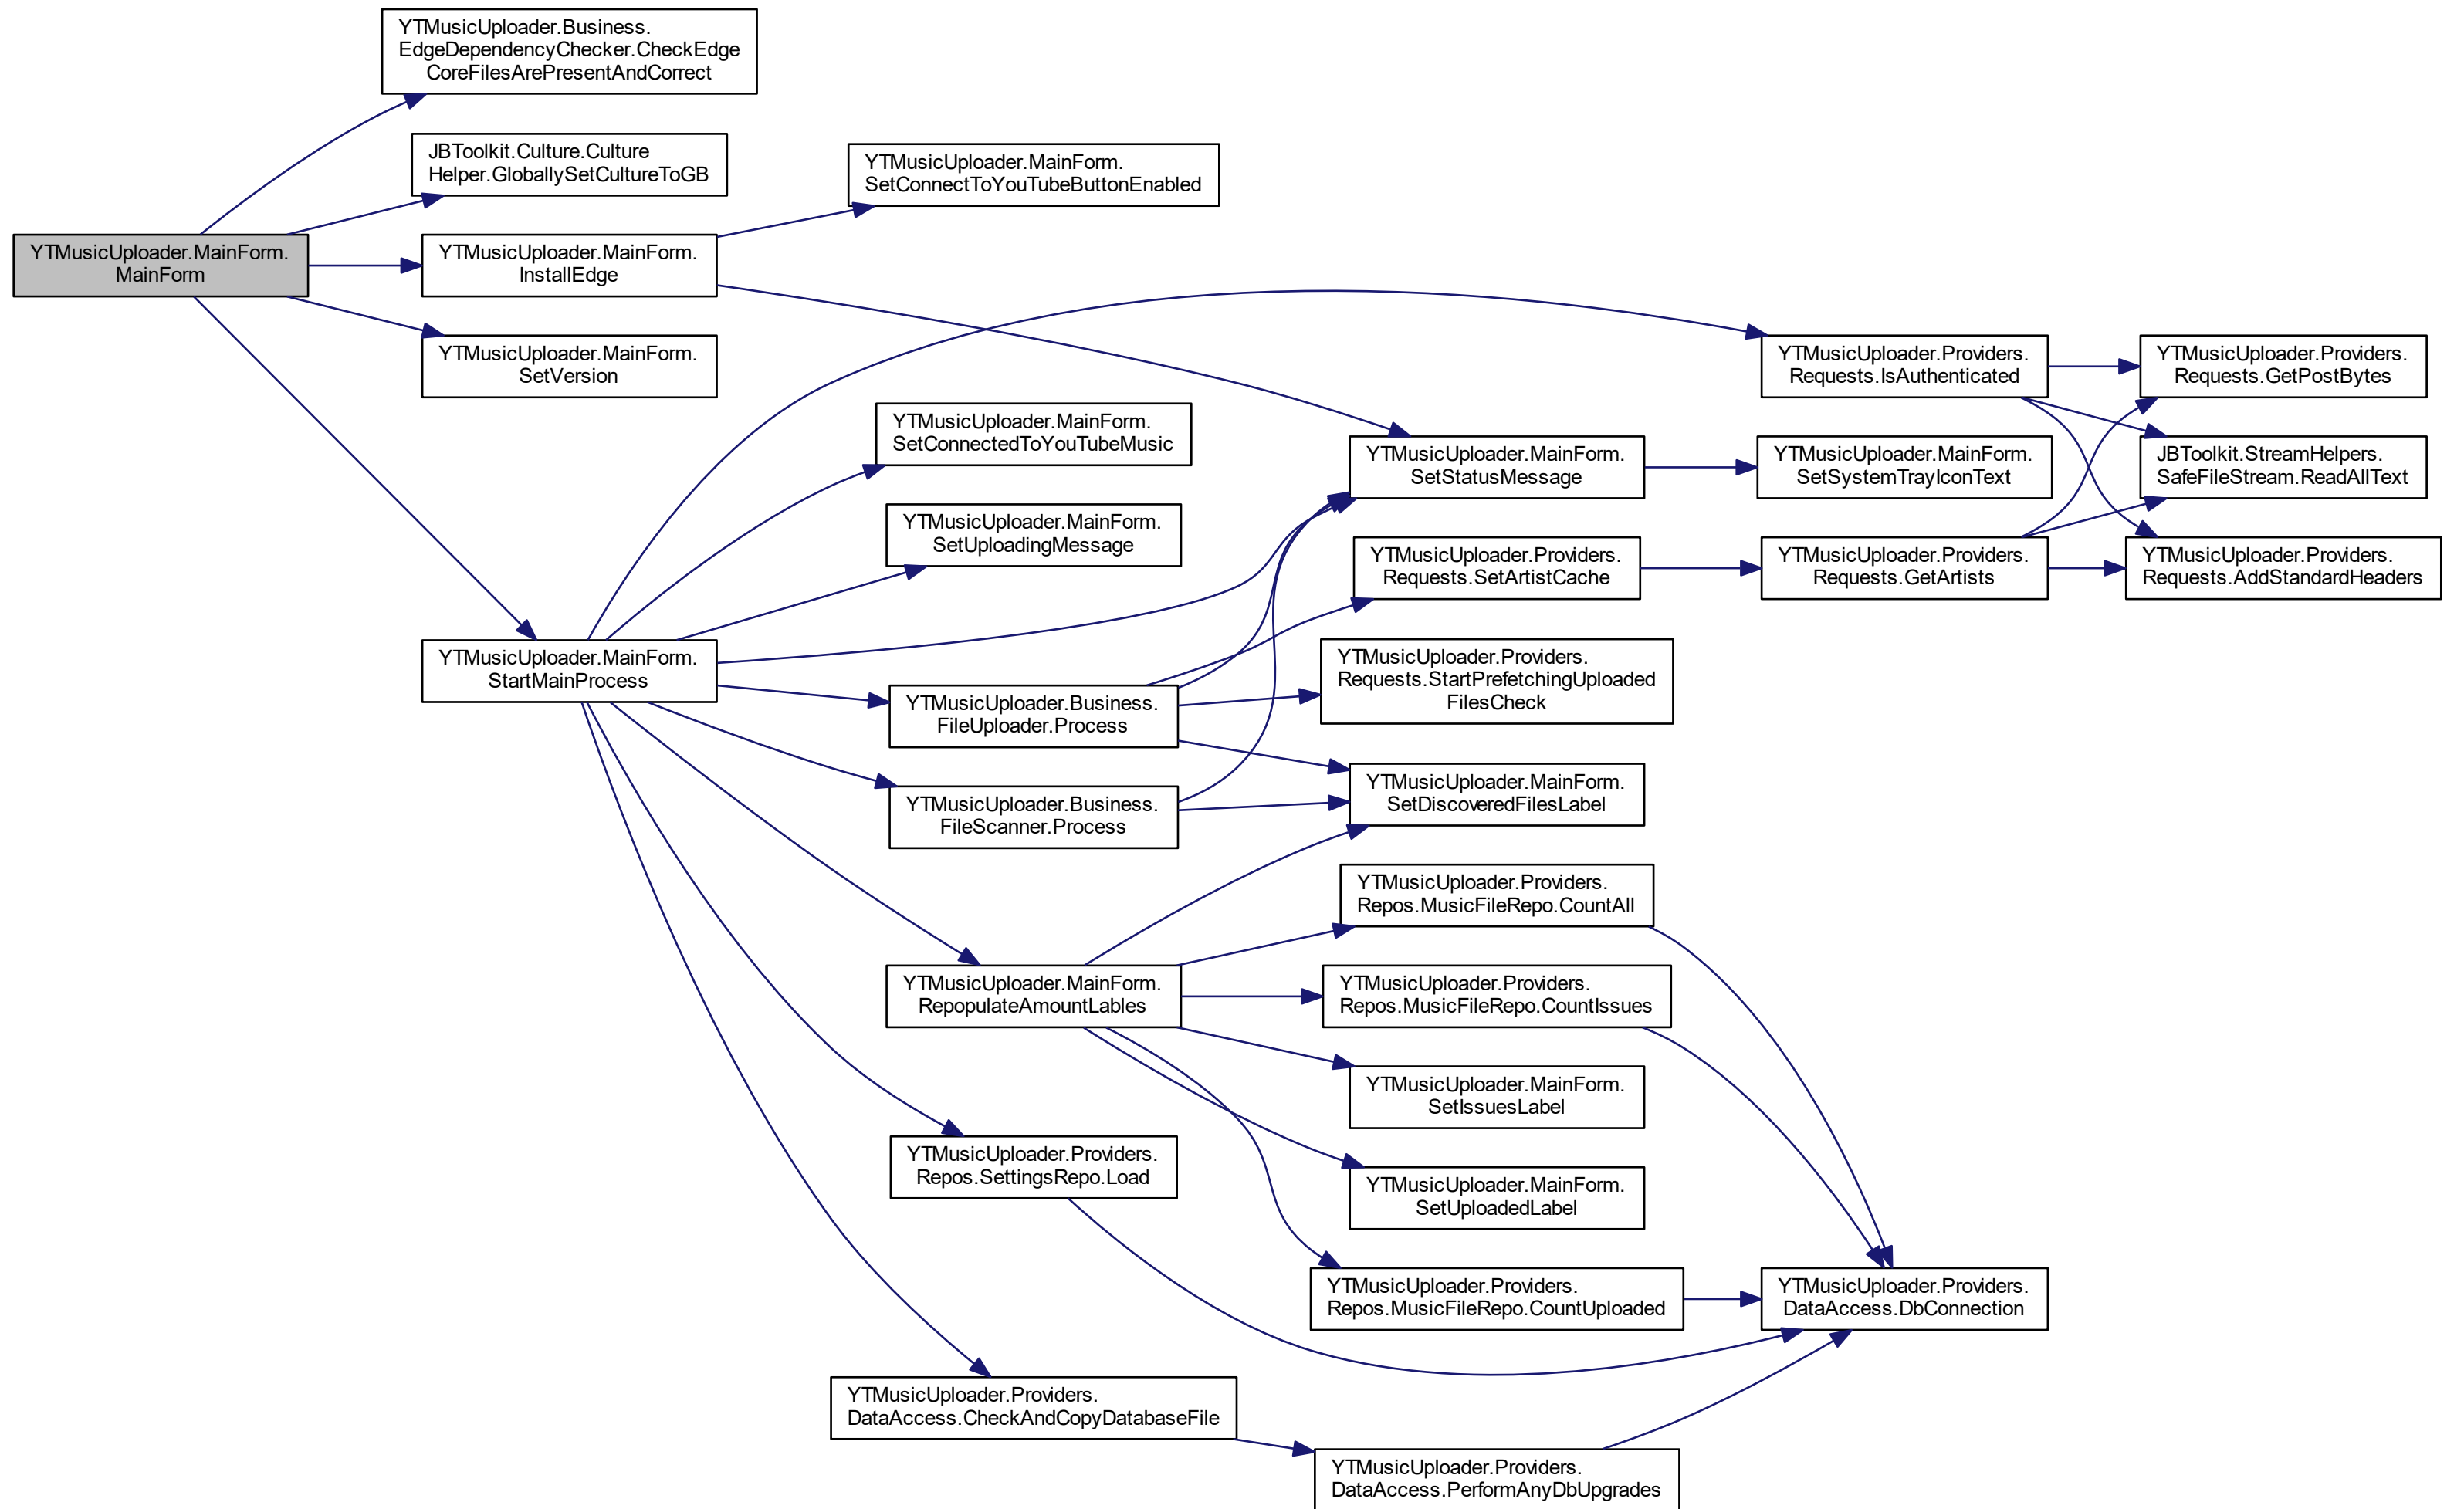 YTMusicUploader.Business.
EdgeDependencyChecker.CheckEdge
CoreFilesArePresentAndCorrect
JBToolkit.Culture.Culture
Helper.GloballySetCultureToGB
YTMusicUploader.MainForm.
SetConnectToYouTubeButtonEnabled
YTMusicUploader.MainForm.
MainForm
YTMusicUploader.MainForm.
InstallEdge
YTMusicUploader.MainForm.
SetVersion
YTMusicUploader.Providers.
Requests.IsAuthenticated
YTMusicUploader.Providers.
Requests.GetPostBytes
YTMusicUploader.MainForm.
SetConnectedToYouTubeMusic
YTMusicUploader.MainForm.
SetStatusMessage
YTMusicUploader.MainForm.
SetSystemTrayIconText
JBToolkit.StreamHelpers.
SafeFileStream.ReadAllText
YTMusicUploader.MainForm.
SetUploadingMessage
YTMusicUploader.Providers.
Requests.SetArtistCache
YTMusicUploader.Providers.
Requests.GetArtists
YTMusicUploader.Providers.
Requests.AddStandardHeaders
YTMusicUploader.MainForm.
StartMainProcess
YTMusicUploader.Business.
FileUploader.Process
YTMusicUploader.Providers.
Requests.StartPrefetchingUploaded
FilesCheck
YTMusicUploader.Business.
FileScanner.Process
YTMusicUploader.MainForm.
SetDiscoveredFilesLabel
YTMusicUploader.Providers.
Repos.MusicFileRepo.CountAll
YTMusicUploader.MainForm.
RepopulateAmountLables
YTMusicUploader.Providers.
Repos.MusicFileRepo.CountIssues
YTMusicUploader.MainForm.
SetIssuesLabel
YTMusicUploader.Providers.
Repos.SettingsRepo.Load
YTMusicUploader.MainForm.
SetUploadedLabel
YTMusicUploader.Providers.
Repos.MusicFileRepo.CountUploaded
YTMusicUploader.Providers.
DataAccess.DbConnection
YTMusicUploader.Providers.
DataAccess.CheckAndCopyDatabaseFile
YTMusicUploader.Providers.
DataAccess.PerformAnyDbUpgrades